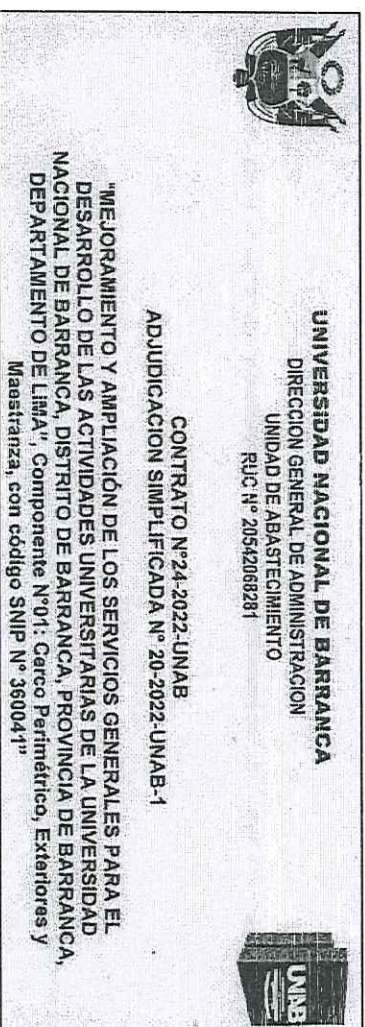 UNIVERSIDAD NACIONAL DE BARRANCA
DIRECCION GENERAL DE ADMINISTRACION
UNIDAD DE ABASTECIMIENTO
RUC N° 20542068281
UNAB
CONTRATO N°24-2022-UNAB
ADJUDICACION SIMPLIFICADA N° 20-2022-UNAB-1
"MEJORAMIENTO Y AMPLIACIÓN DE LOS SERVICIOS GENERALES PARA EL
DESARROLLO DE LAS ACTIVIDADES UNIVERSITARIAS DE LA UNIVERSIDAD
NACIONAL DE BARRANCA, DISTRITO DE BARRANCA, PROVINCIA DE BARRANCA,
DEPARTAMENTO DE LIMA", Componente N°01: Cerco Perimétrico, Exteriores y
Maestranza, con código SNIP N° 360041"